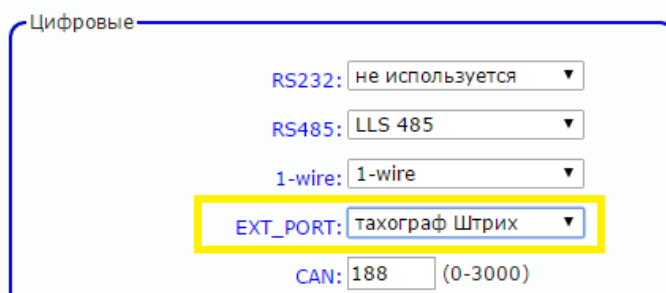 Цифровые
RS232: не используется
RS485: LLS 485
1-wire: 1-wire
EXT_PORT: тахограф Штрих
CAN: 188 (0-3000)